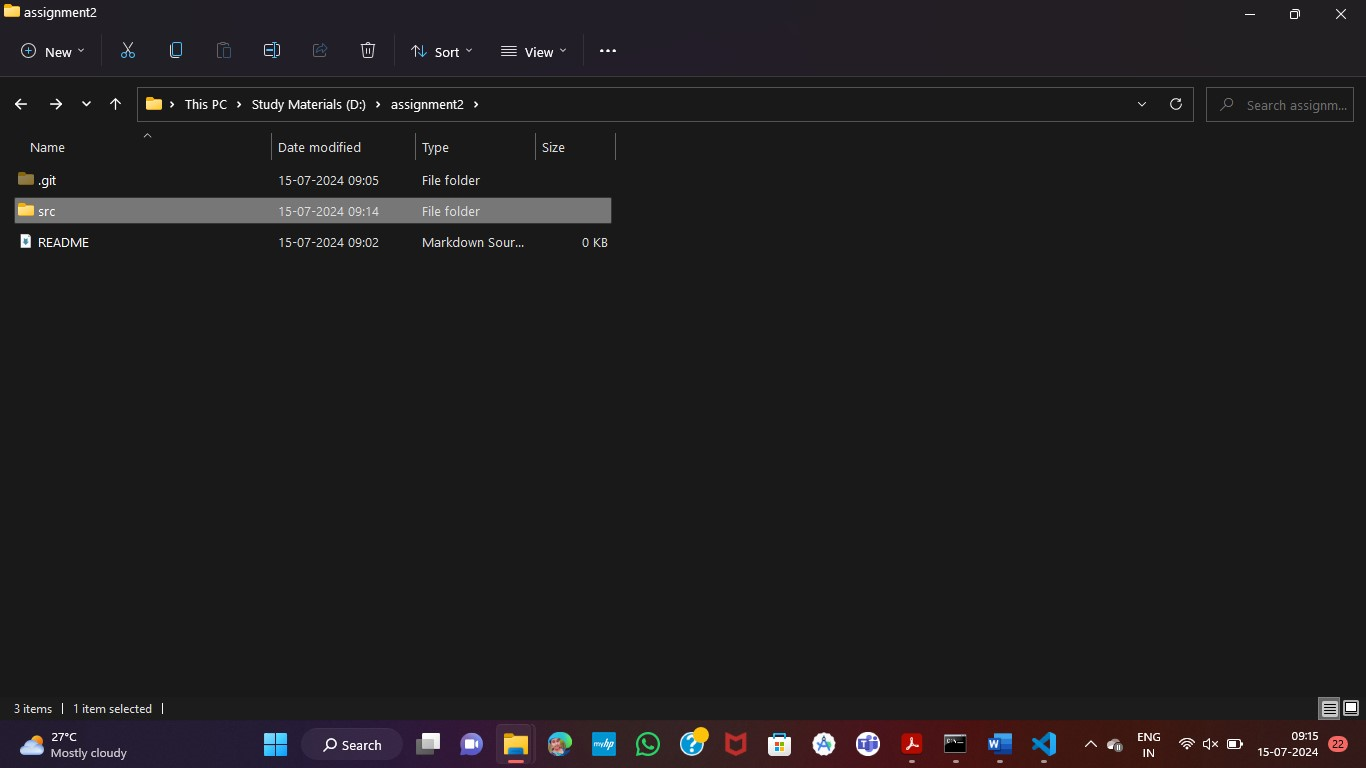 assignment2
New
Sort
View
This PC
Study Materials (D:)
assignment2
Search assignm...
Name Date modified Type Size
.git 15-07-2024 09:05 File folder
src 15-07-2024 09:14 File folder
README 15-07-2024 09:02 Markdown Sour... 0 KB
3 items 1 item selected
27°C
Mostly cloudy
Search
myhp
ENG
IN
09:15
15-07-2024
22